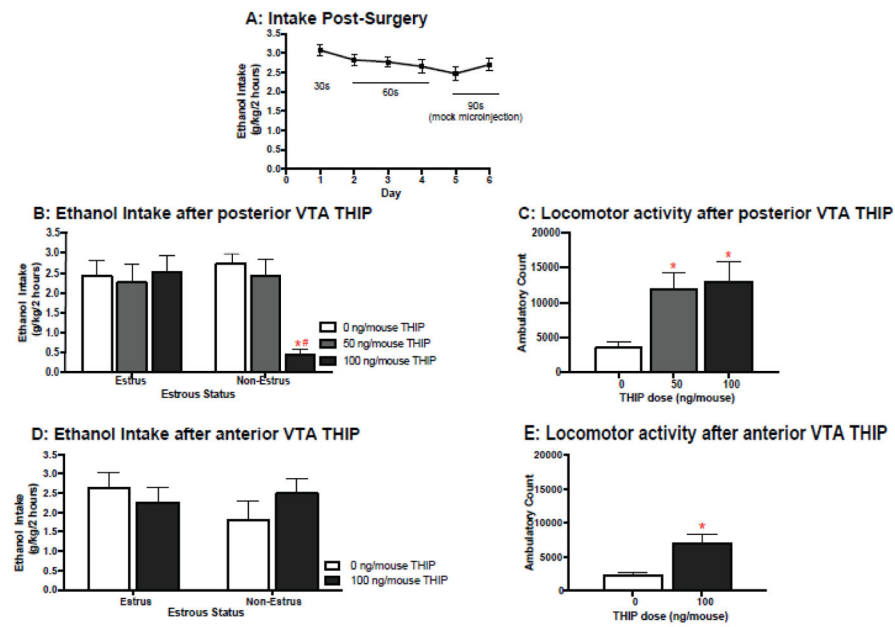 A: Intake Post-Surgery
Ethanol Intake
(g/kg/2 hours)
3.5
3.0
2.5
2.0
1.5
1.0
0.5
0.0
30s
60s
90s
(mock microinjection)
0 1 2 3 4 5 6
Day
B: Ethanol Intake after posterior VTA THIP
Ethanol Intake
(g/kg/2 hours)
3.5
3.0
2.5
2.0
1.5
1.0
0.5
0.0
*#
0 ng/mouse THIP
50 ng/mouse THIP
100 ng/mouse THIP
Estrus Non-Estrus
Estrous Status
C: Locomotor activity after posterior VTA THIP
Ambulatory Count
20000
15000
10000
5000
0
* *
0 50 100
THIP dose (ng/mouse)
D: Ethanol Intake after anterior VTA THIP
Ethanol Intake
(g/kg/2 hours)
3.5
3.0
2.5
2.0
1.5
1.0
0.5
0.0
0 ng/mouse THIP
100 ng/mouse THIP
Estrus Non-Estrus
Estrous Status
E: Locomotor activity after anterior VTA THIP
Ambulatory Count
20000
15000
10000
5000
0
*
0 100
THIP dose (ng/mouse)